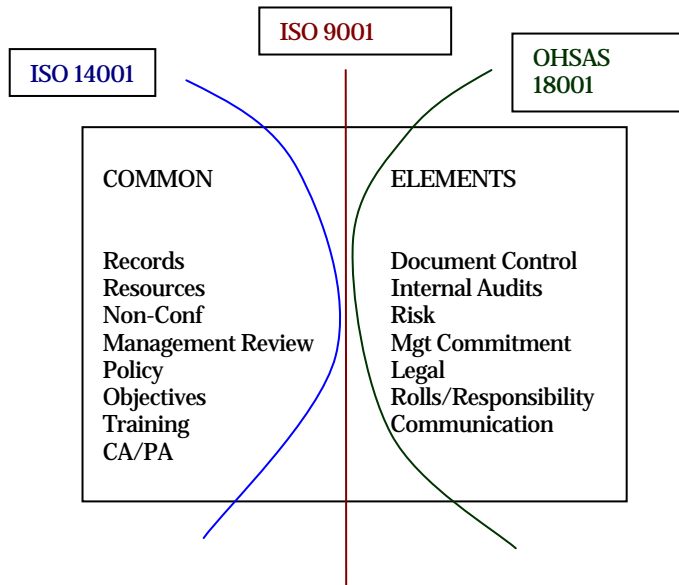 ISO 9001
ISO 14001
OHSAS
18001
COMMON
ELEMENTS
Records
Resources
Non-Conf
Management Review
Policy
Objectives
Training
CA/PA
Document Control
Internal Audits
Risk
Mgt Commitment
Legal
Rolls/Responsibility
Communication